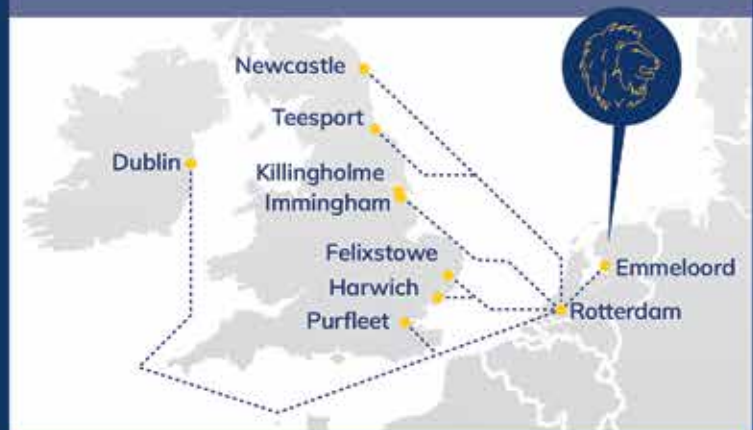 Newcastle
Teesport
Dublin
Killingholme
Immingham
Felixstowe
Harwich
Purfleet
Emmeloord
Rotterdam